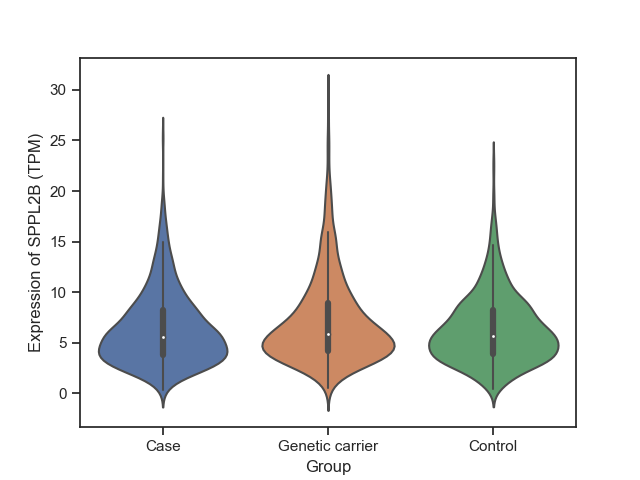 Expression of SPPL2B (TPM)
30
25
20
15
10
5
0
Case
Genetic carrier
Control
Group